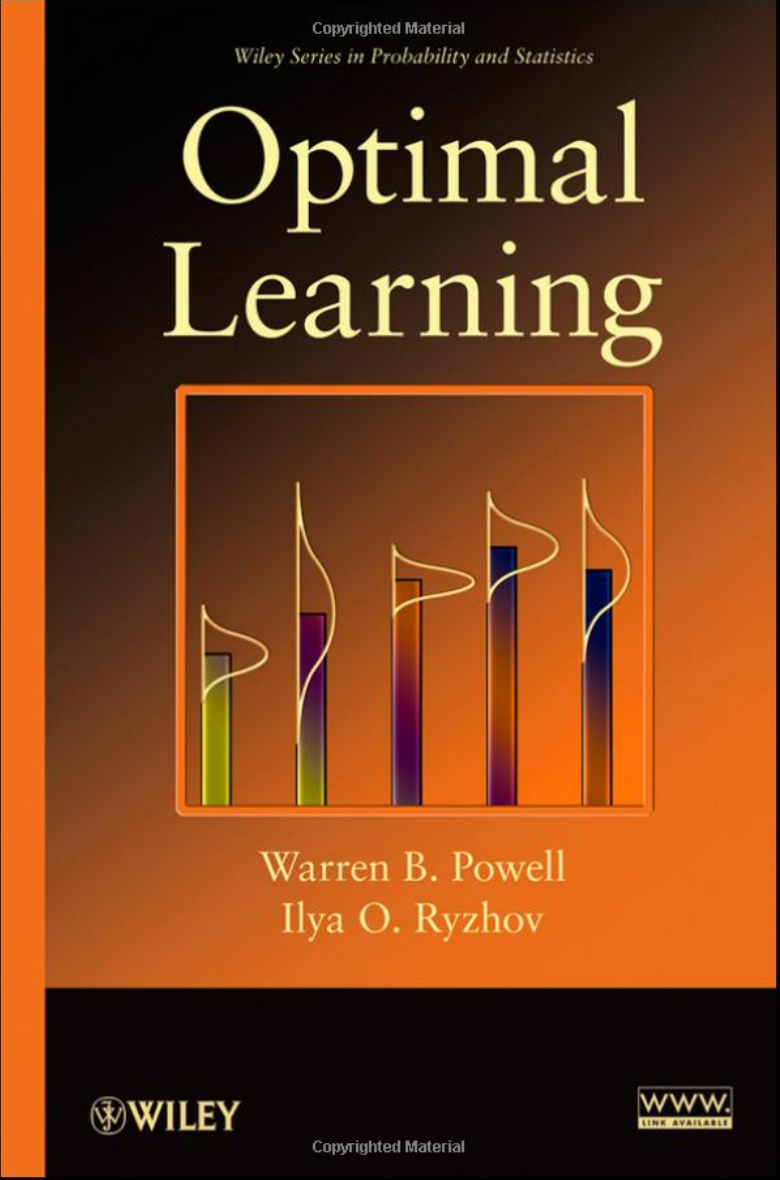 Copyrighted Material
Wiley Series in Probability and Statistics
Optimal
Learning
Warren B. Powell
Ilya O. Ryzhov
WILEY
WWW.
LINK AVAILABLE
Copyrighted Material